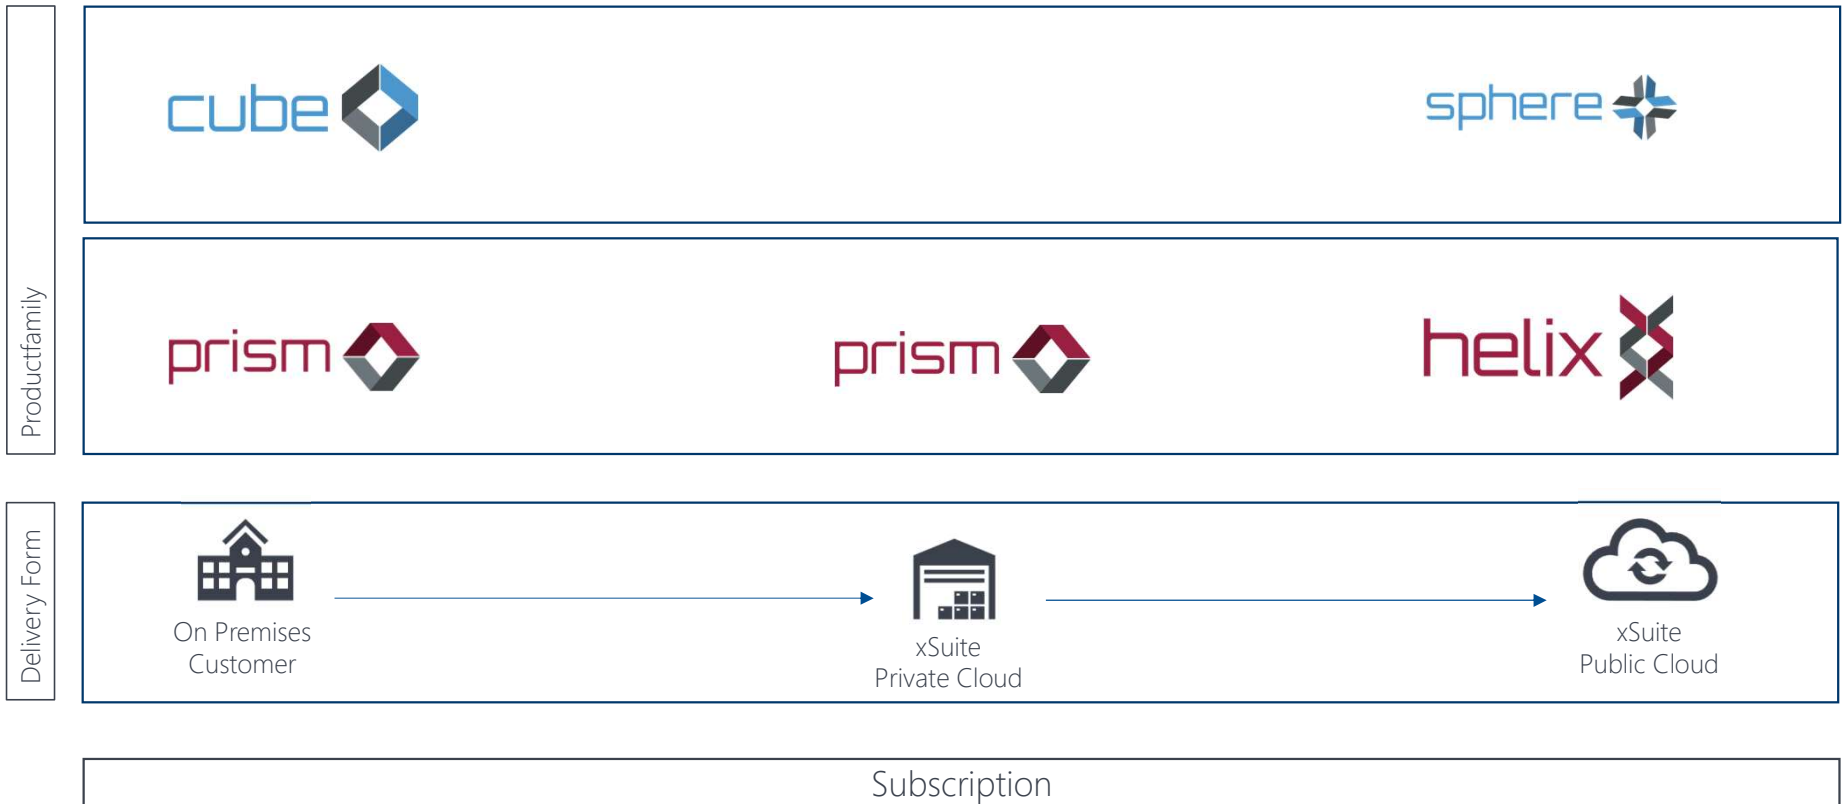 Productfamily
cube
sphere
prism
prism
helix
Delivery Form
On Premises
Customer
xSuite
Private Cloud
xSuite
Public Cloud
Subscription